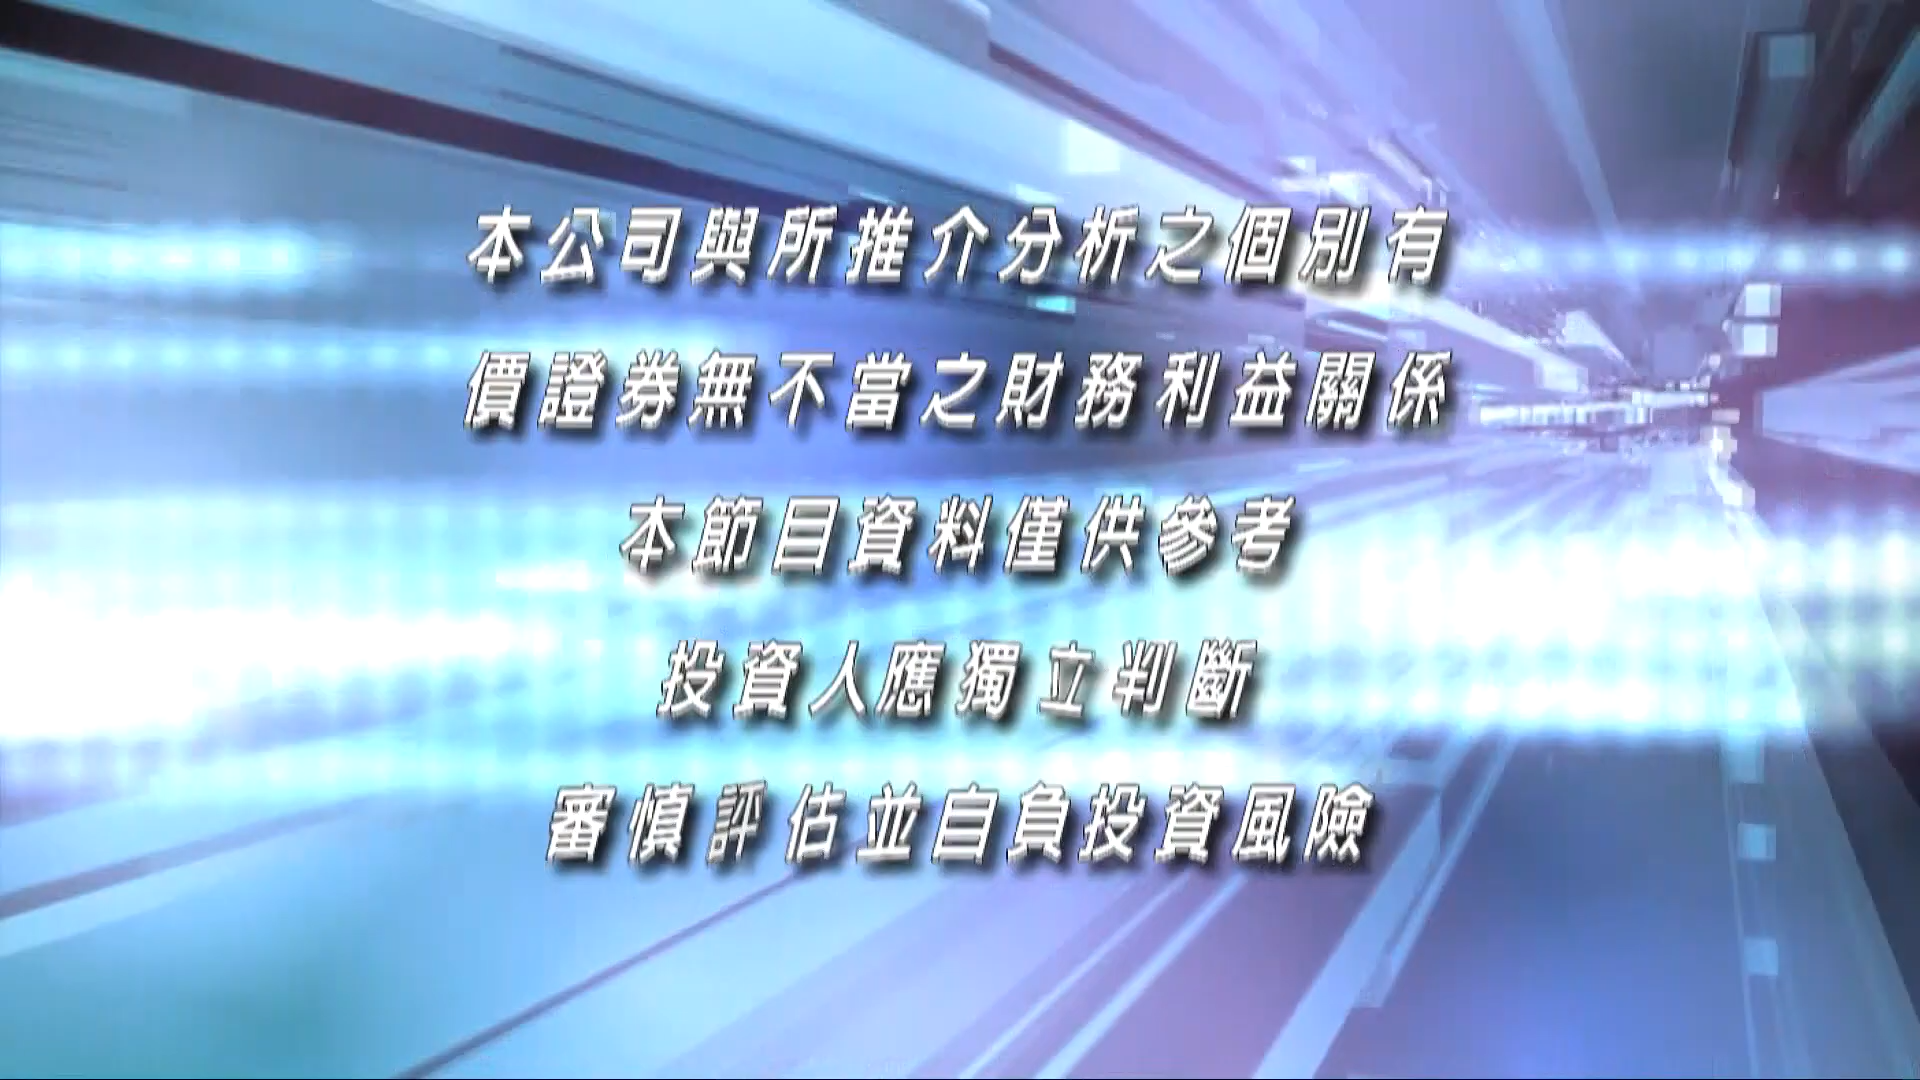 本公司與所推介分析之個別有
價證券無不當之財務利益關係
本節目資料僅供參考
投資人應獨立判斷
審慎評估並自負投資風險